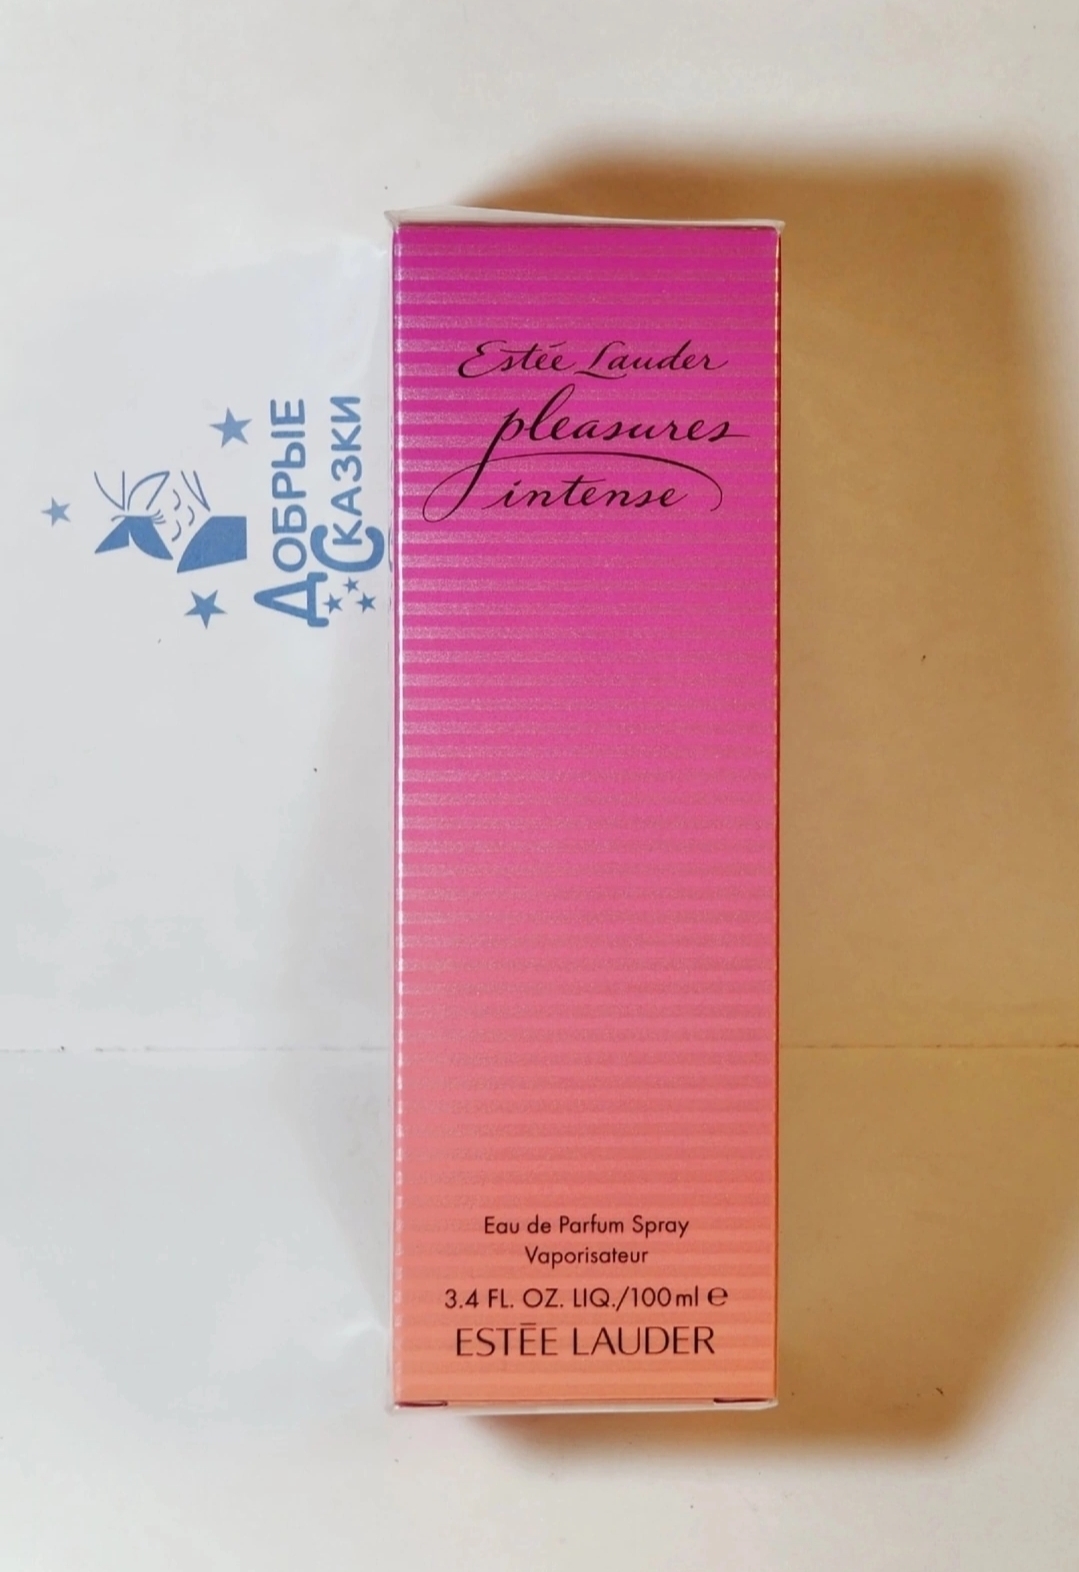 Estée Lauder
pleasures
intense
Eau de Parfum Spray
Vaporisateur
3.4 FL. OZ. LIQ./100 ml ℮
ESTĒE LAUDER
ДОБРЫЕ
СКАЗКИ